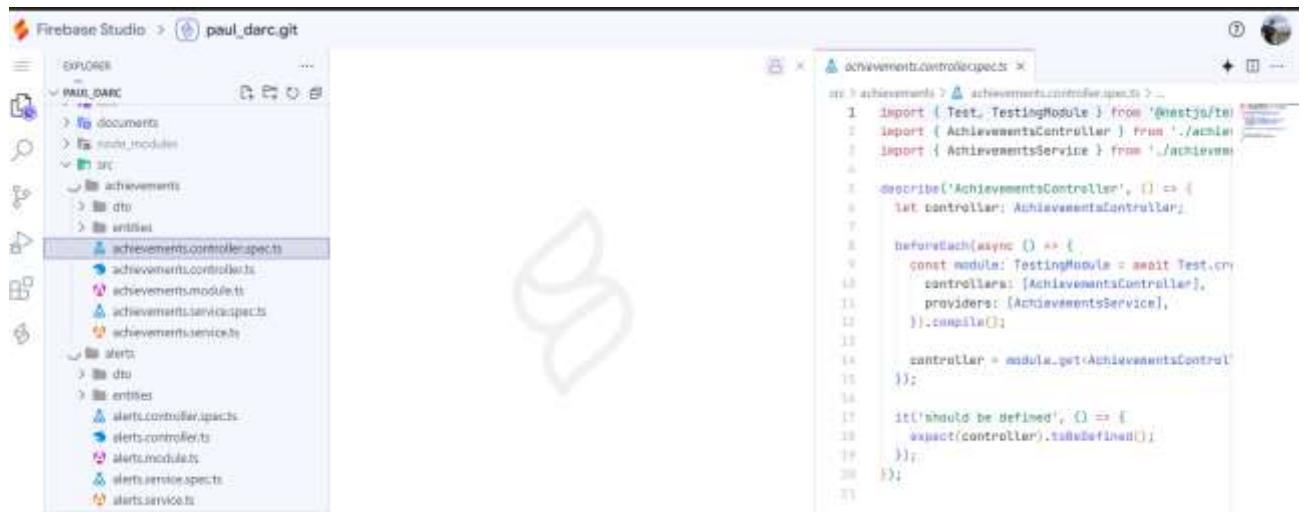 Firebase Studio > paul_darc.git
EXPLORER
PAUL_DARC
documents
node_modules
src
achievements
dto
entities
achievements.controller.spec.ts
achievements.controller.ts
achievements.module.ts
achievements.service.spec.ts
achievements.service.ts
alerts
dto
entities
alerts.controller.spec.ts
alerts.controller.ts
alerts.module.ts
alerts.service.spec.ts
alerts.service.ts
achievements.controller.spec.ts
src > achievements > achievements.controller.spec.ts > ...
1 import { Test, TestingModule } from '@nestjs/te
2 import { AchievementsController } from './achie
3 import { AchievementsService } from './achievem
4
5 describe('AchievementsController', () => {
6 let controller: AchievementsController;
7
8 beforeEach(async () => {
9 const module: TestingModule = await Test.cr
10 controllers: [AchievementsController],
11 providers: [AchievementsService],
12 }).compile();
13
14 controller = module.get<AchievementsControl
15 });
16
17 it('should be defined', () => {
18 expect(controller).toBeDefined();
19 });
20 });
21